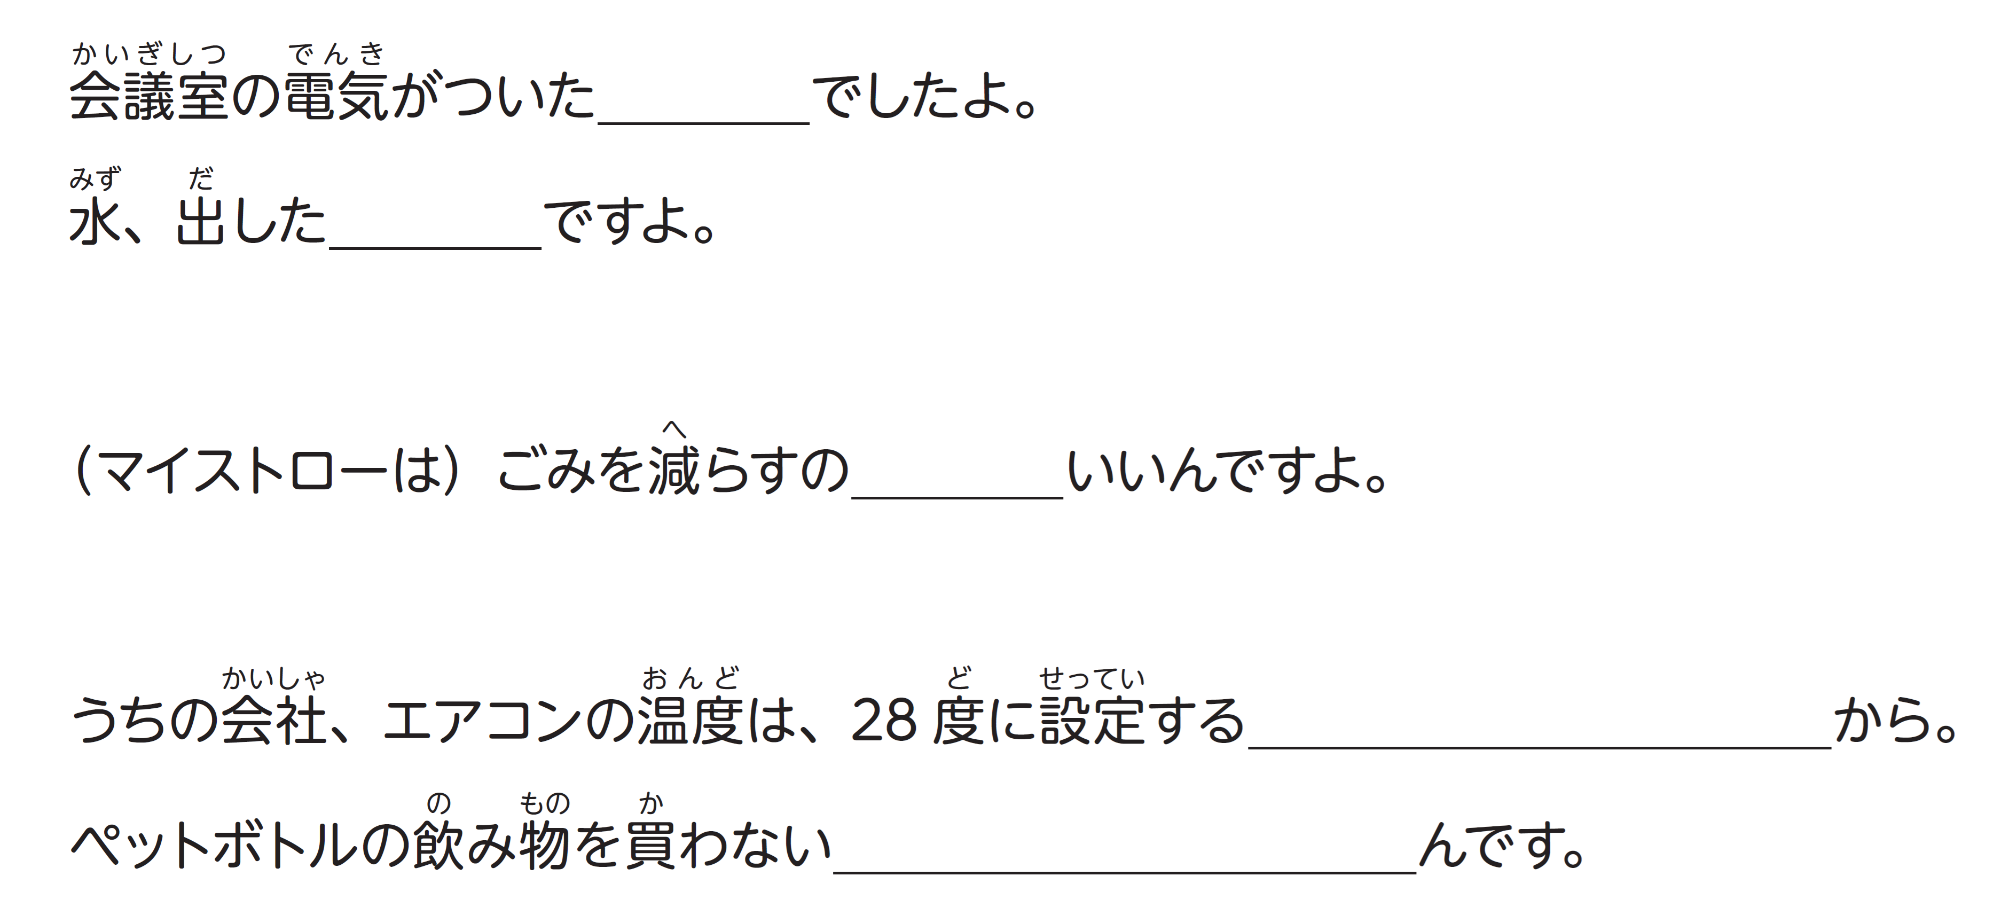 かいぎしつ でんき
会議室の電気がついた________でしたよ。
みず だ
水、出した________ですよ。
へ
（マイストローは）ごみを減らすの________いいんですよ。
かいしゃ おんど ど せってい
うちの会社、エアコンの温度は、28 度に設定する______________________から。
の もの か
ペットボトルの飲み物を買わない______________________んです。